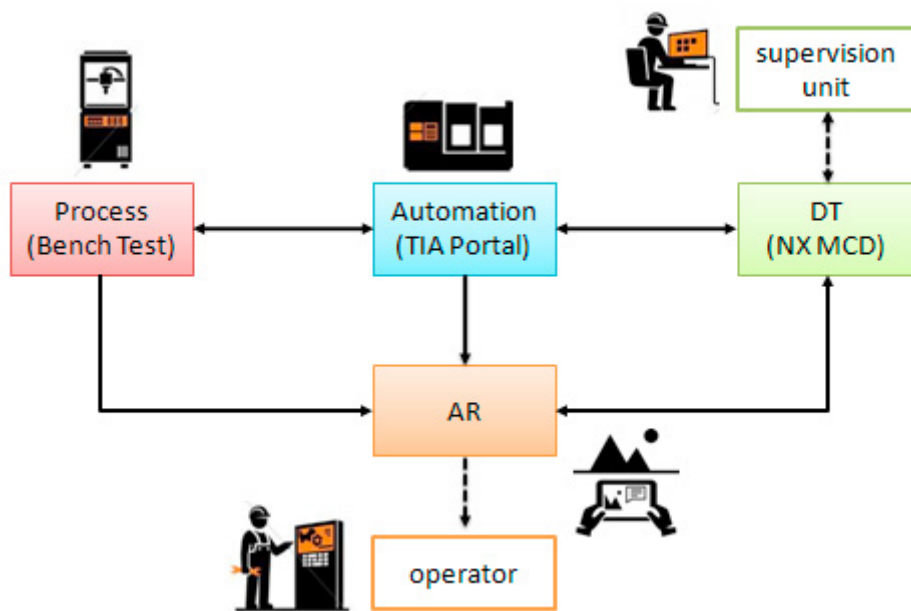 supervision
unit
Process
(Bench Test)
Automation
(TIA Portal)
DT
(NX MCD)
AR
operator